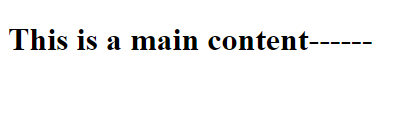 This is a main content------